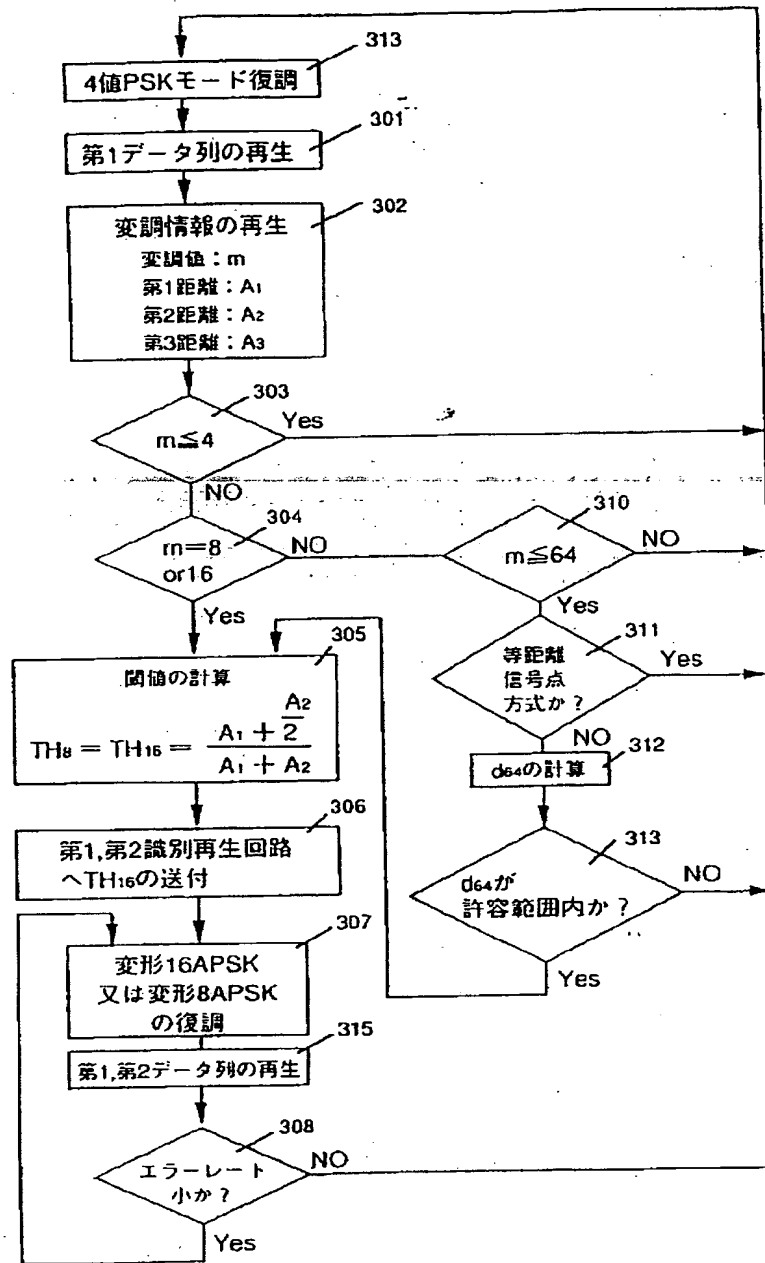 313
4値PSKモード復調
301
第1データ列の再生
302
変調情報の再生
変調値：m
第1距離：A1
第2距離：A2
第3距離：A3
303
m≦4
Yes
NO
304
m=8
or16
NO
Yes
310
m≦64
NO
Yes
311
等距離
信号点
方式か？
Yes
NO
312
d64の計算
313
d64が
許容範囲内か？
NO
Yes
305
閾値の計算
TH8 = TH16 = (A1 + A2/2) / (A1 + A2)
306
第1,第2識別再生回路
へTH16の送付
307
変形16APSK
又は変形8APSK
の復調
315
第1,第2データ列の再生
308
エラーレート
小か？
NO
Yes